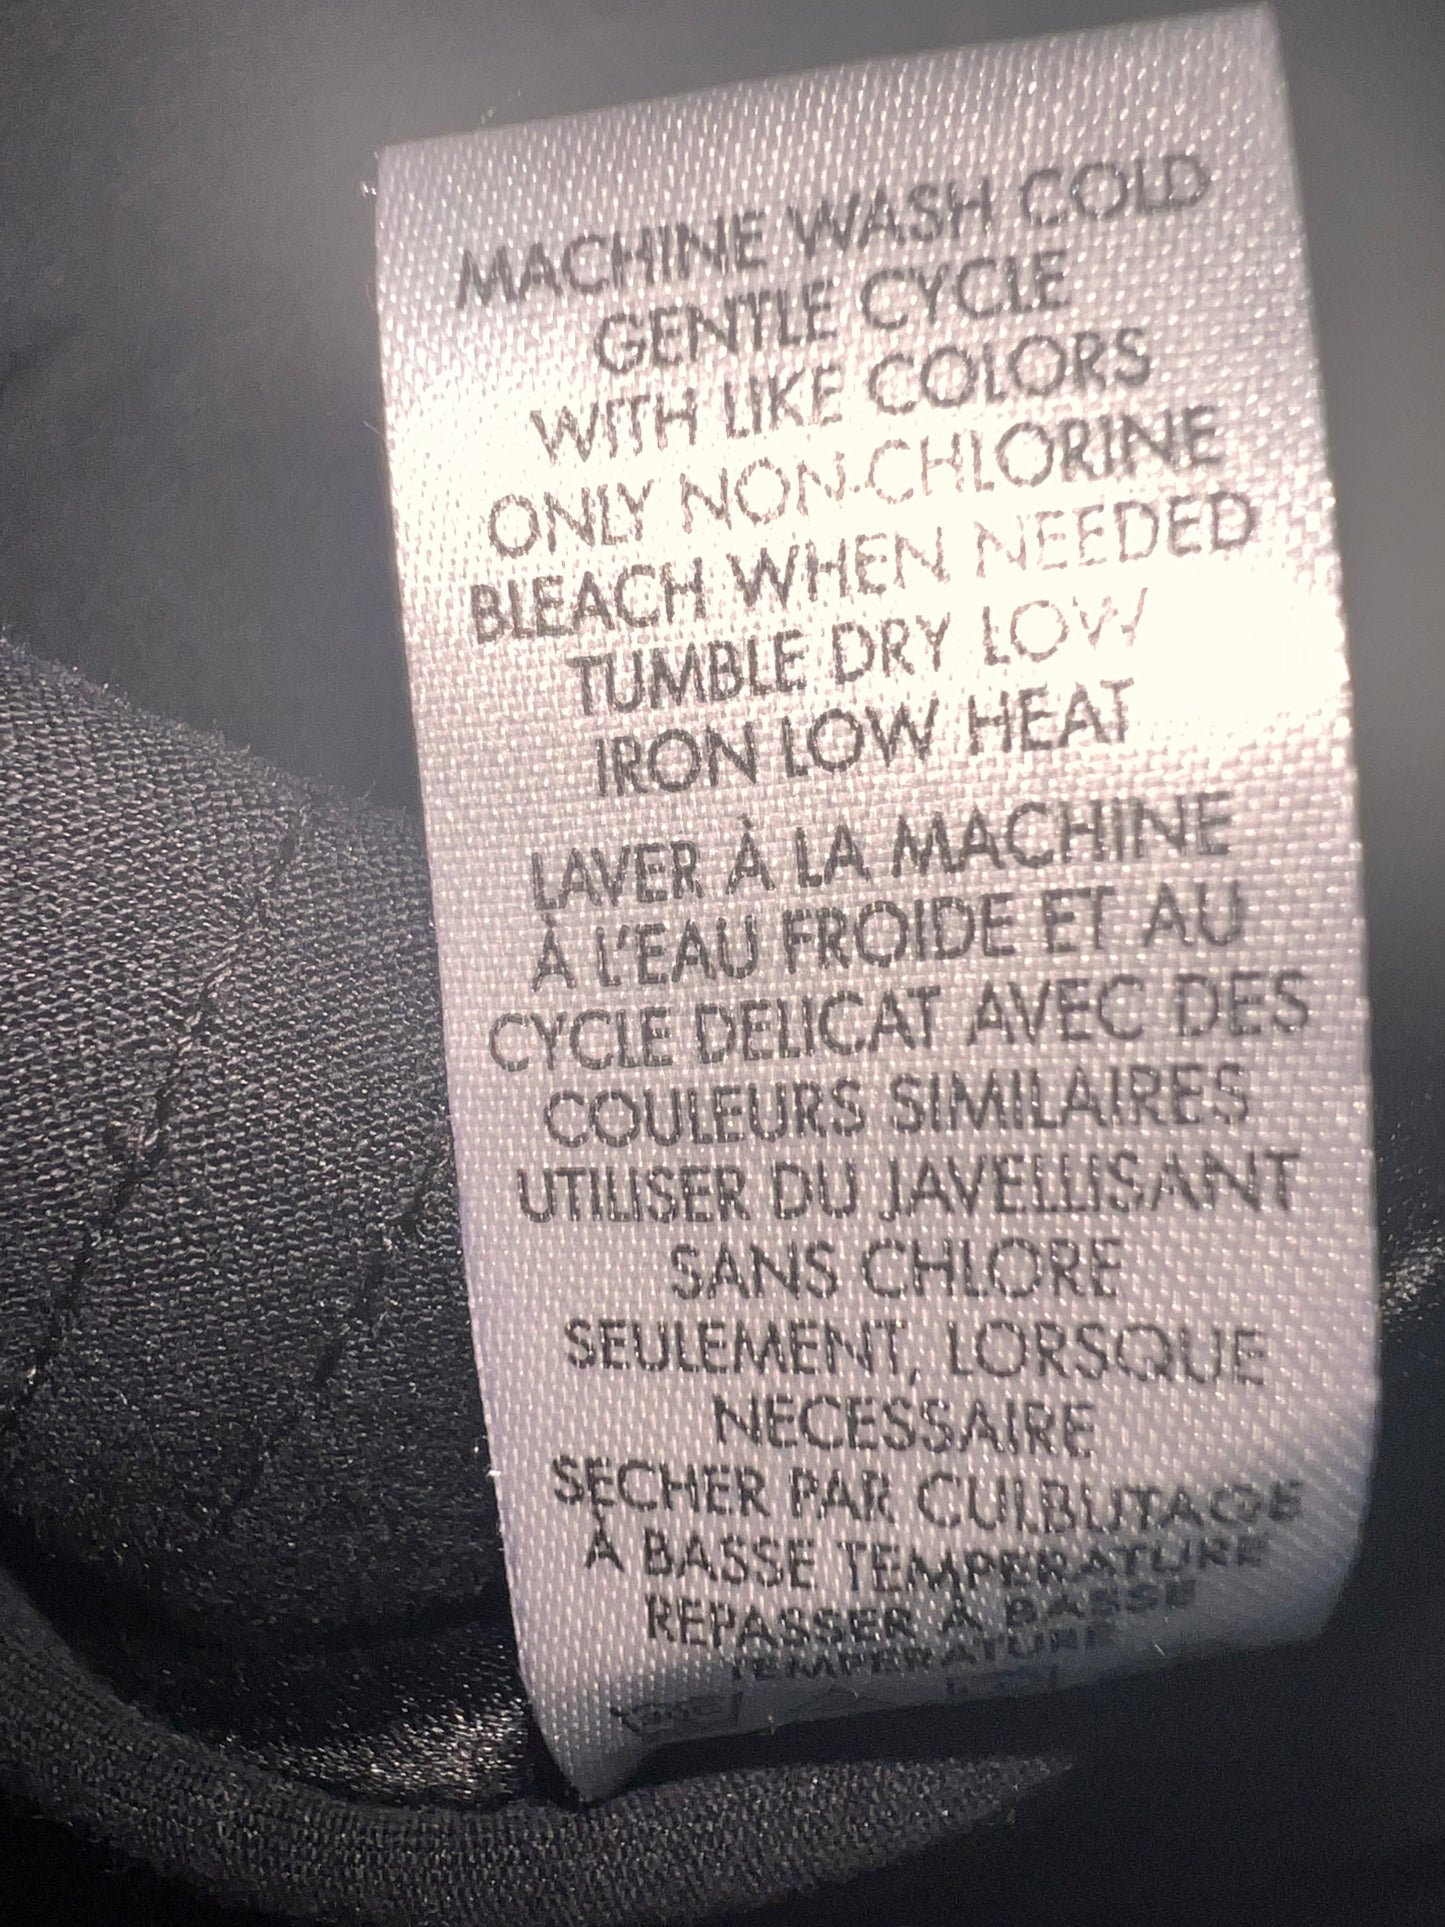 MACHINE WASH COLD
GENTLE CYCLE
WITH LIKE COLORS
ONLY NON-CHLORINE
BLEACH WHEN NEEDED
TUMBLE DRY LOW
IRON LOW HEAT
LAVER À LA MACHINE
À L'EAU FROIDE ET AU
CYCLE DELICAT AVEC DES
COULEURS SIMILAIRES
UTILISER DU JAVELLISANT
SANS CHLORE
SEULEMENT, LORSQUE
NECESSAIRE
SECHER PAR CULBUTAGE
À BASSE TEMPERATURE
REPASSER À BASSE
TEMPERATURE